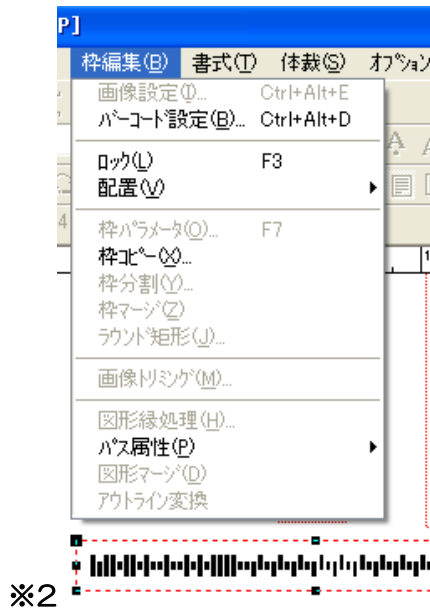 P]
枠編集(B) 書式(T) 体裁(S) ｵﾌﾟｼｮﾝ
画像設定(I)... Ctrl+Alt+E
ﾊﾞｰｺｰﾄﾞ設定(B)... Ctrl+Alt+D
ﾛｯｸ(L) F3
配置(V)
枠ﾊﾟﾗﾒｰﾀ(O)... F7
枠ｺﾋﾟｰ(X)...
枠分割(Y)...
枠ﾏｰｼﾞ(Z)
ﾗｳﾝﾄﾞ矩形(J)...
画像ﾄﾘﾐﾝｸﾞ(M)...
図形縁処理(H)...
ﾊﾟｽ属性(P)
図形ﾏｰｼﾞ(D)
ｱｳﾄﾗｲﾝ変換
※2